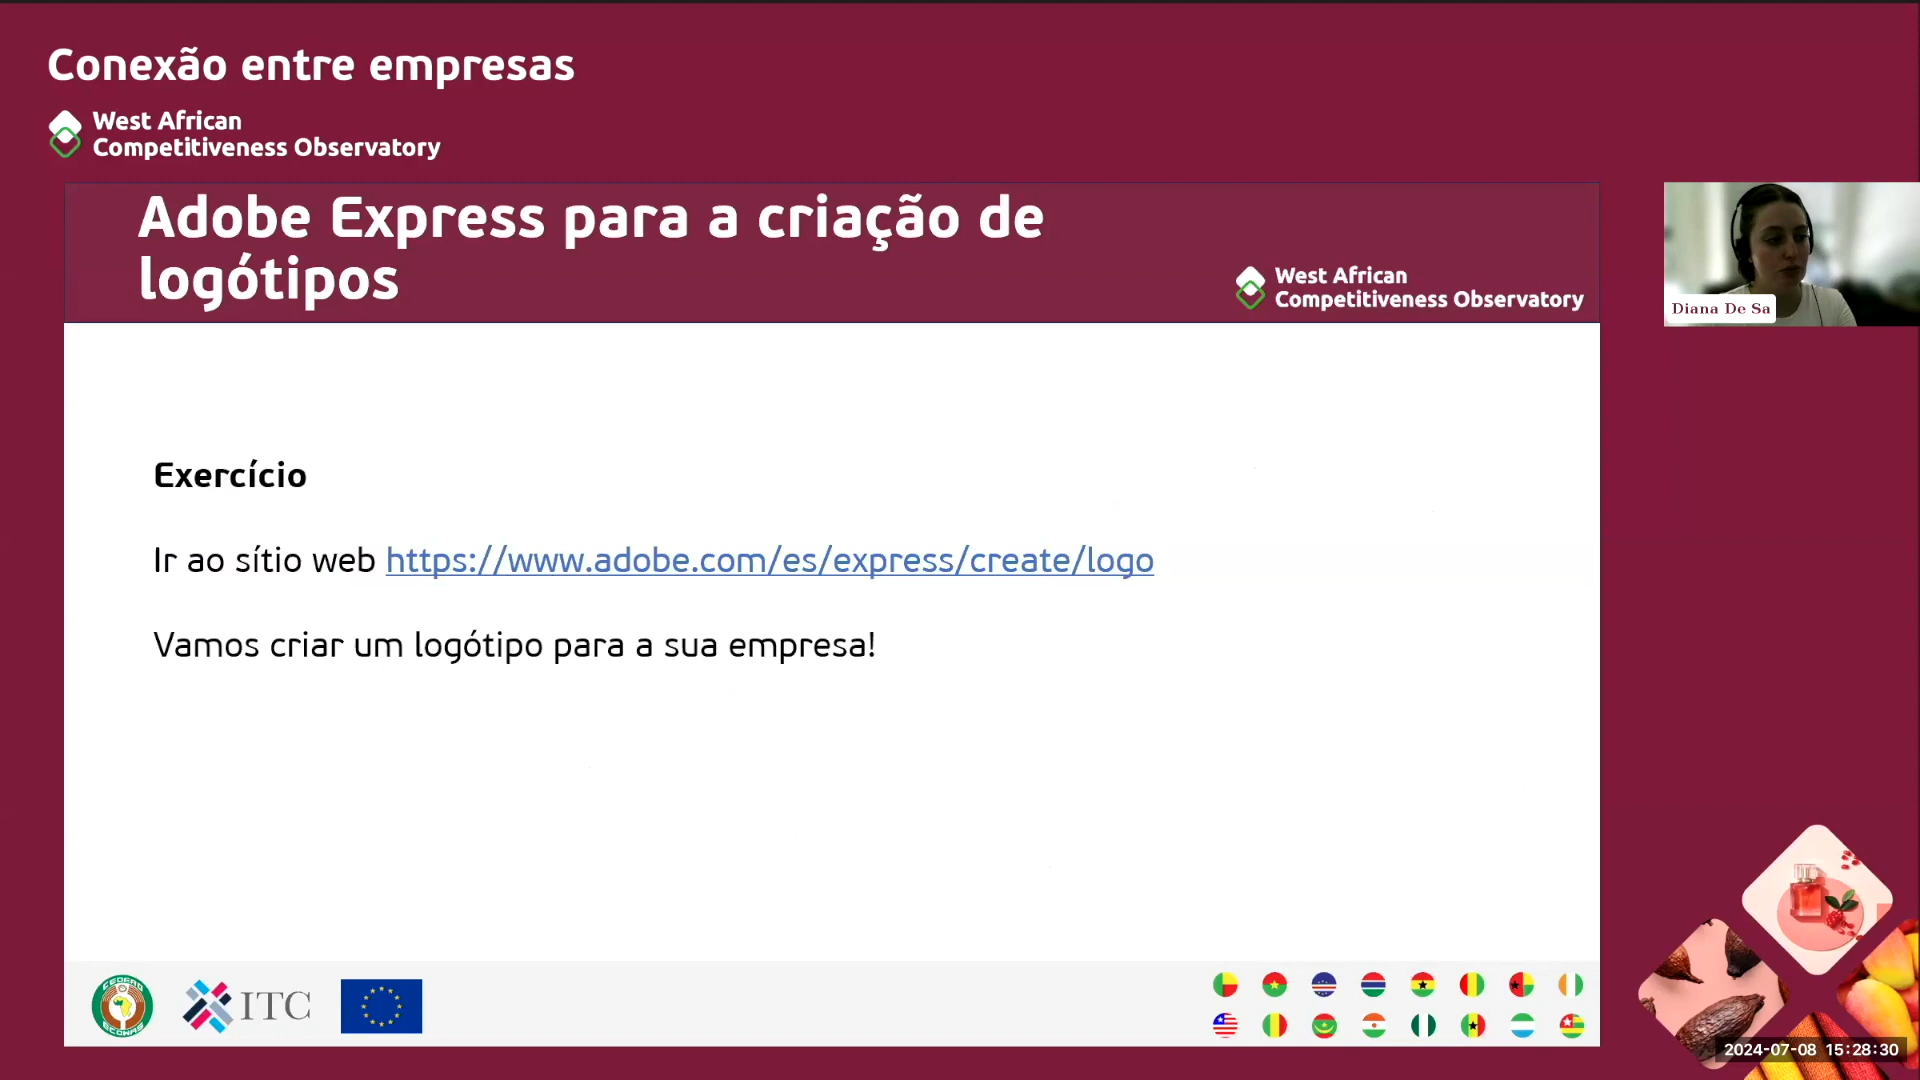 Conexão entre empresas
West African
Competitiveness Observatory
Adobe Express para a criação de
logótipos
West African
Competitiveness Observatory
Diana De Sa
Exercício
Ir ao sítio web https://www.adobe.com/es/express/create/logo
Vamos criar um logótipo para a sua empresa!
CEDEAO
ECOWAS
ITC
2024-07-08 15:28:30